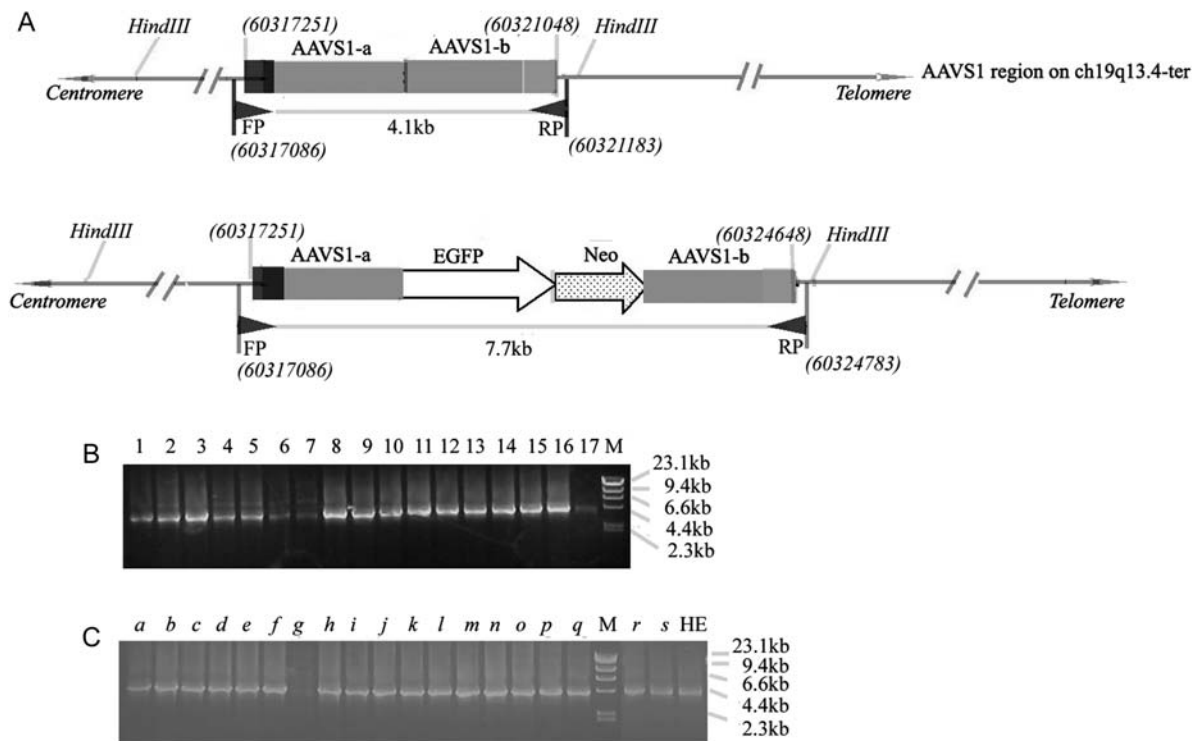 A
(60317251)
(60321048)
HindIII
HindIII
AAVS1-a
AAVS1-b
AAVS1 region on ch19q13.4-ter
Centromere
Telomere
FP
4.1kb
RP
(60317086)
(60321183)
HindIII
(60317251)
(60324648)
HindIII
AAVS1-a
EGFP
Neo
AAVS1-b
Centromere
Telomere
FP
7.7kb
RP
(60317086)
(60324783)
B
1 2 3 4 5 6 7 8 9 10 11 12 13 14 15 16 17 M
23.1kb
9.4kb
6.6kb
4.4kb
2.3kb
C
a b c d e f g h i j k l m n o p q M r s HE
23.1kb
9.4kb
6.6kb
4.4kb
2.3kb